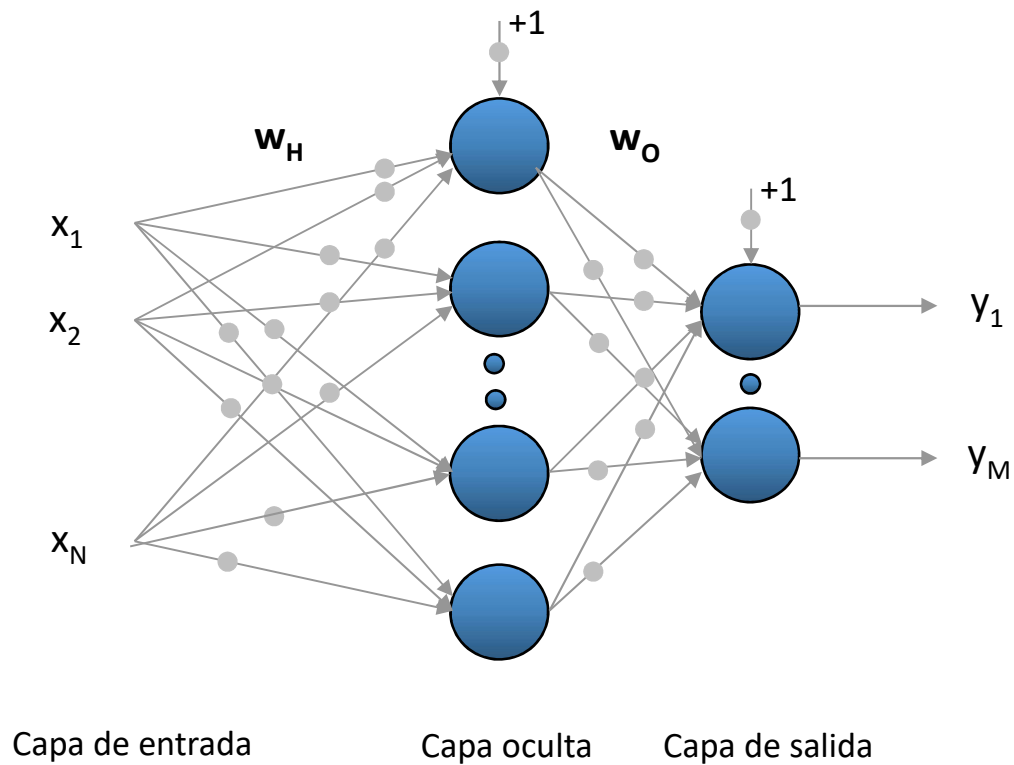 +1
w_H
w_O
+1
x_1
x_2
x_N
y_1
y_M
Capa de entrada
Capa oculta
Capa de salida